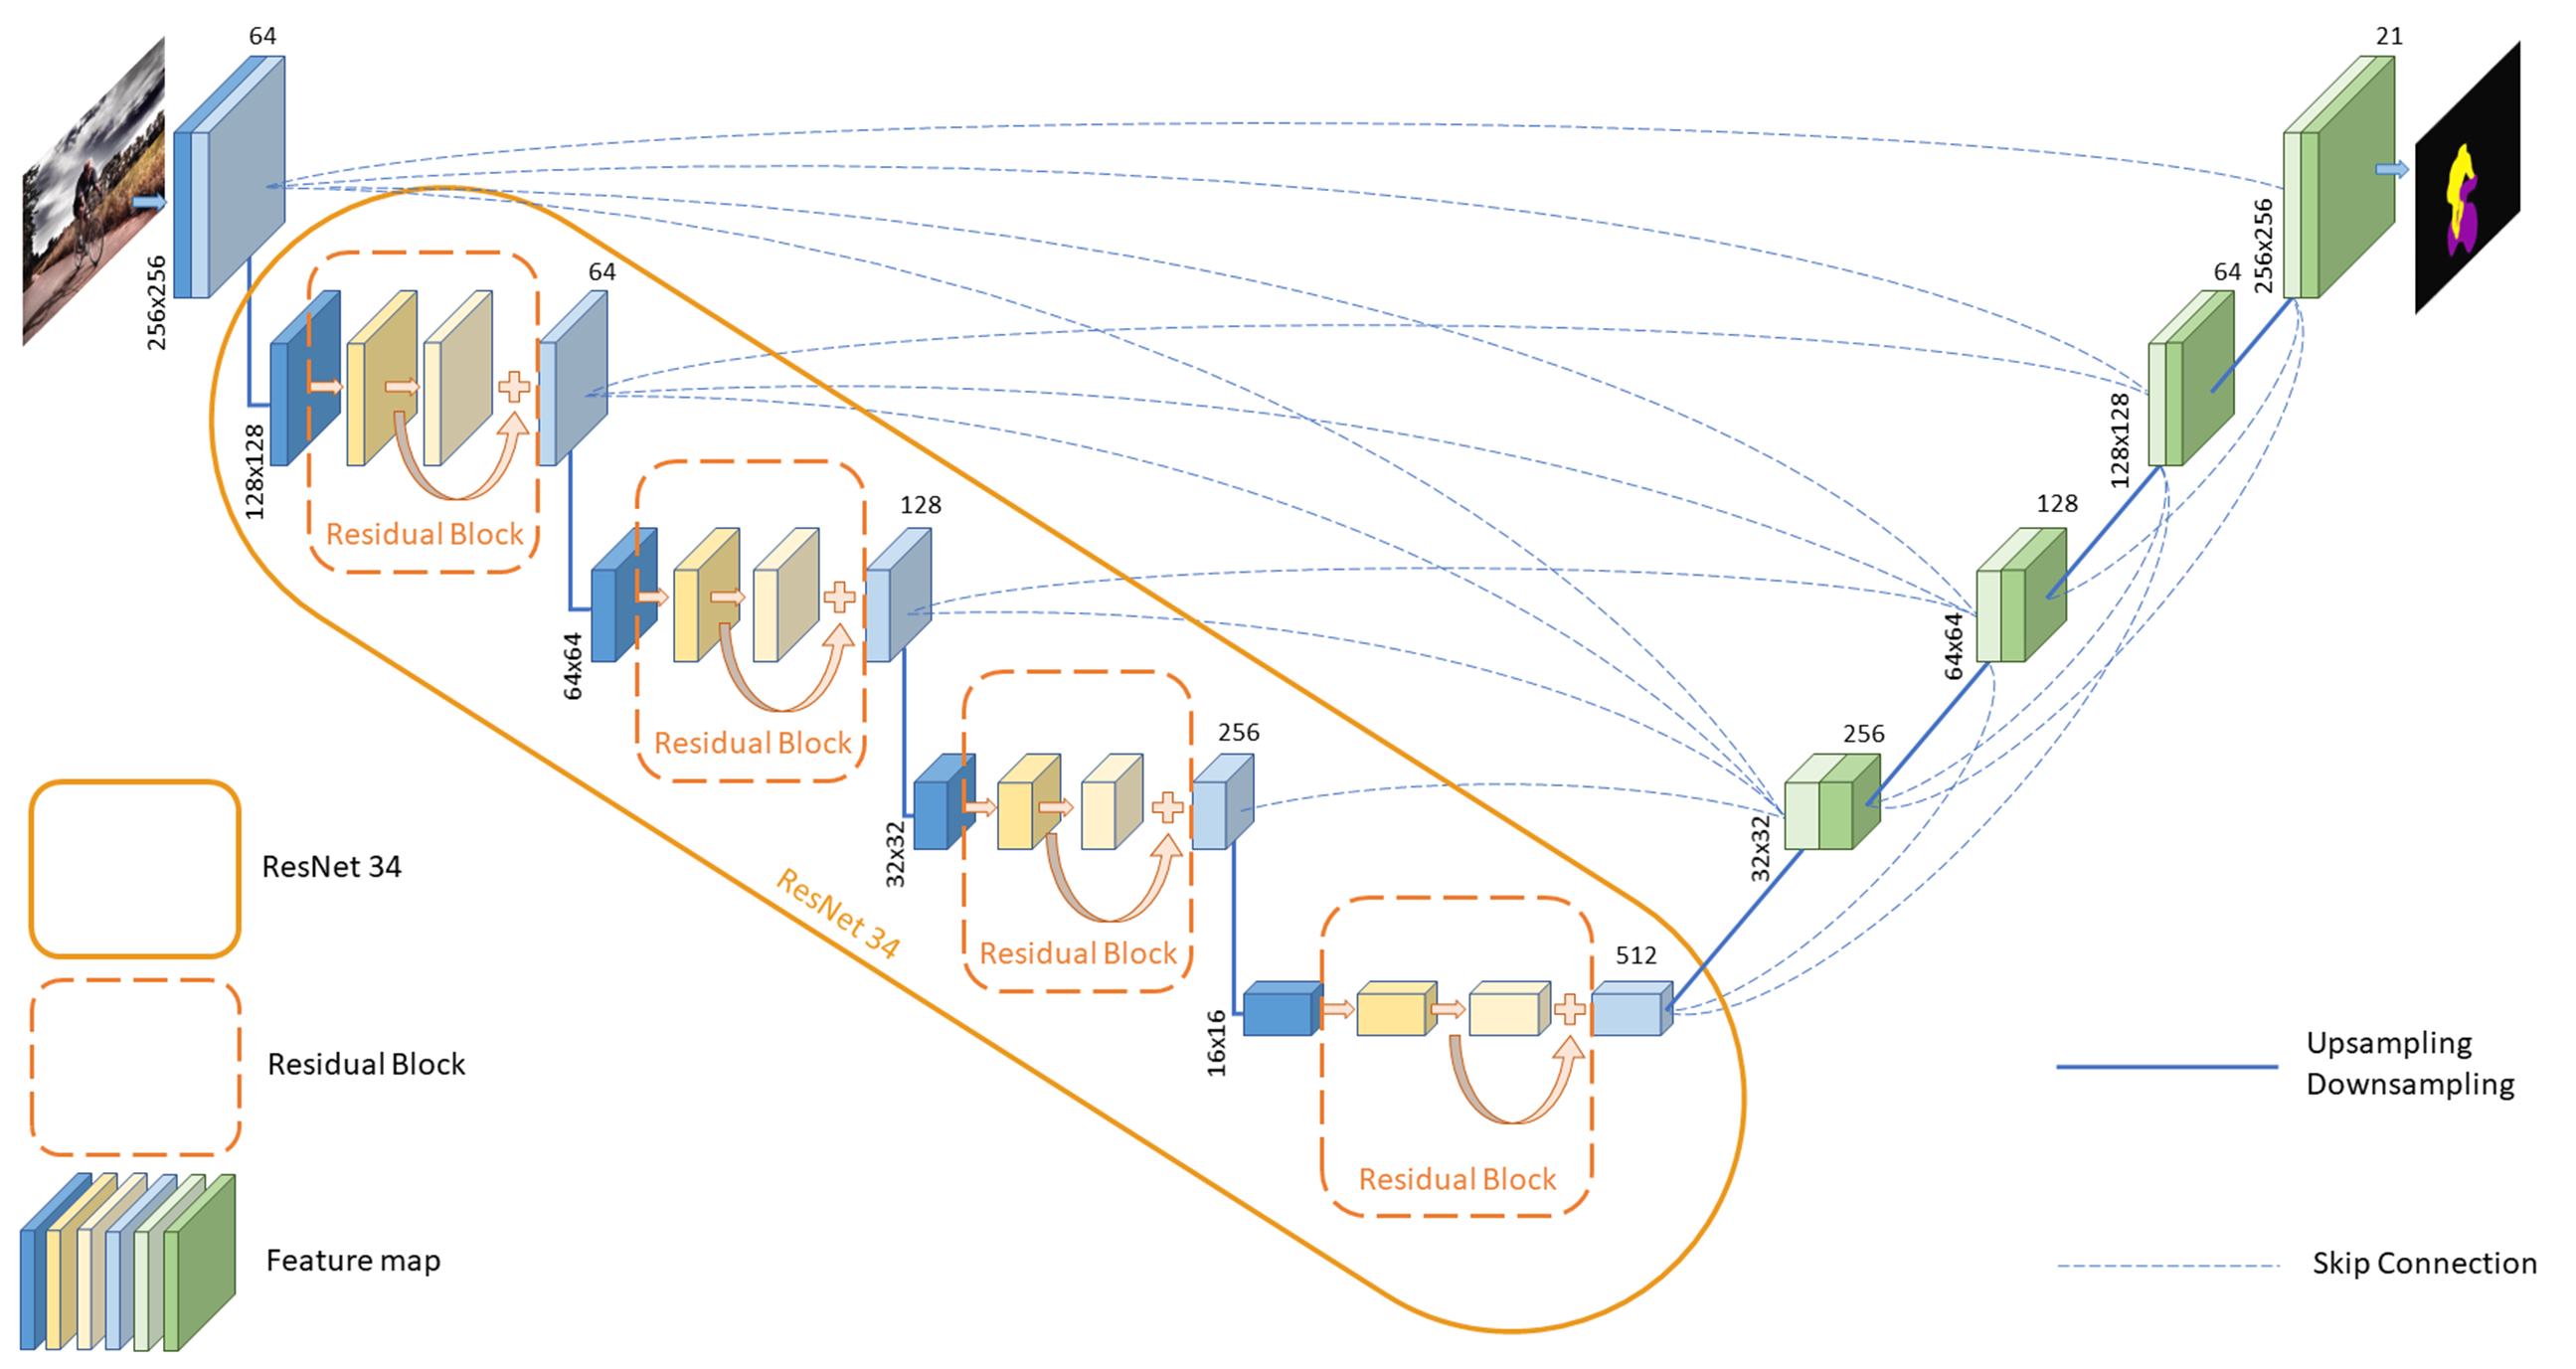 64
21
256x256
256x256
64
64
128x128
128x128
Residual Block
128
128
64x64
64x64
Residual Block
256
256
32x32
32x32
Residual Block
ResNet 34
512
16x16
Residual Block
ResNet 34
Residual Block
Feature map
Upsampling
Downsampling
Skip Connection